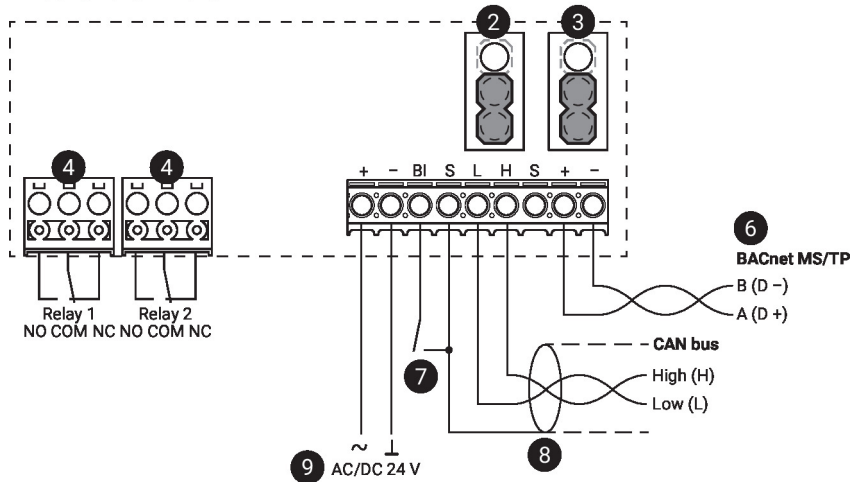 2
3
4
4
+ − BI S L H S + −
6
BACnet MS/TP
B (D −)
A (D +)
Relay 1
NO COM NC
Relay 2
NO COM NC
CAN bus
7
High (H)
Low (L)
8
~ ⊥
9 AC/DC 24 V